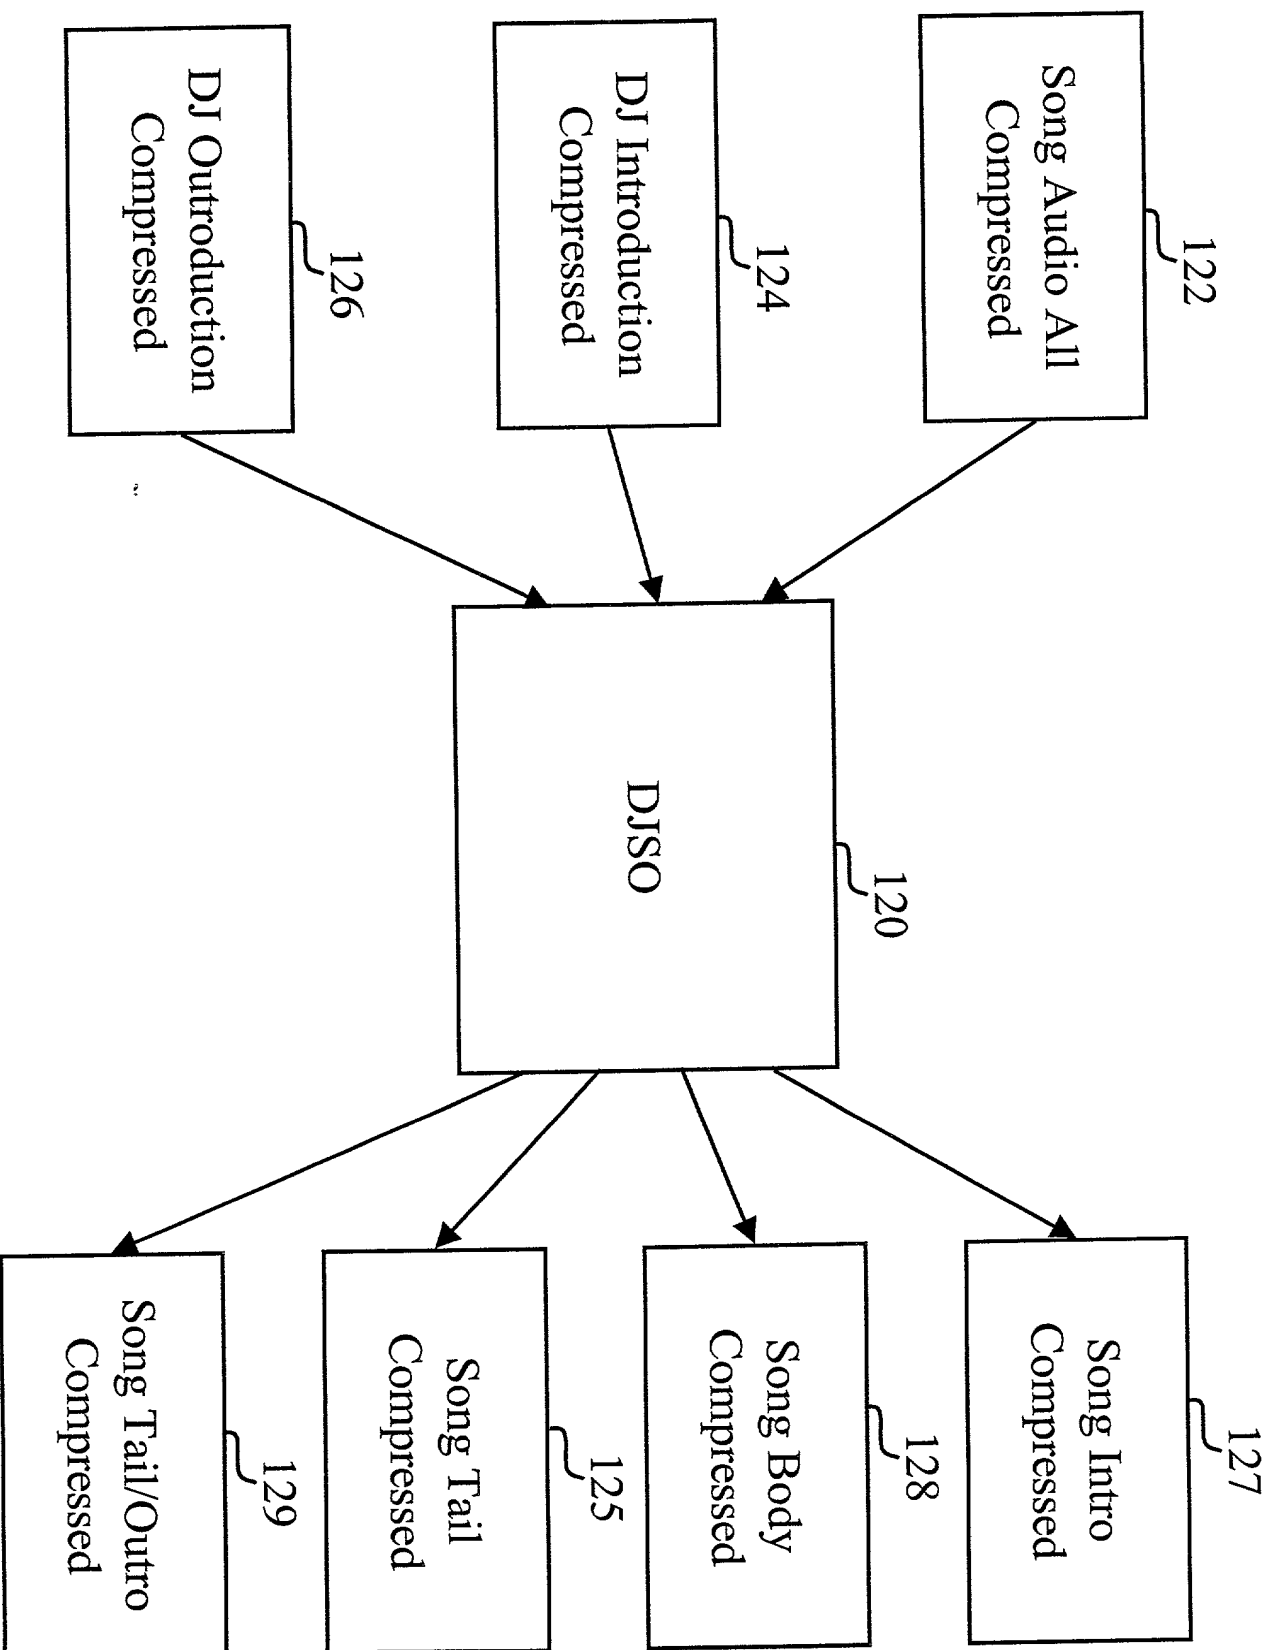 122
Song Audio All
Compressed
124
DJ Introduction
Compressed
126
DJ Outroduction
Compressed
120
DJSO
127
Song Intro
Compressed
128
Song Body
Compressed
125
Song Tail
Compressed
129
Song Tail/Outro
Compressed